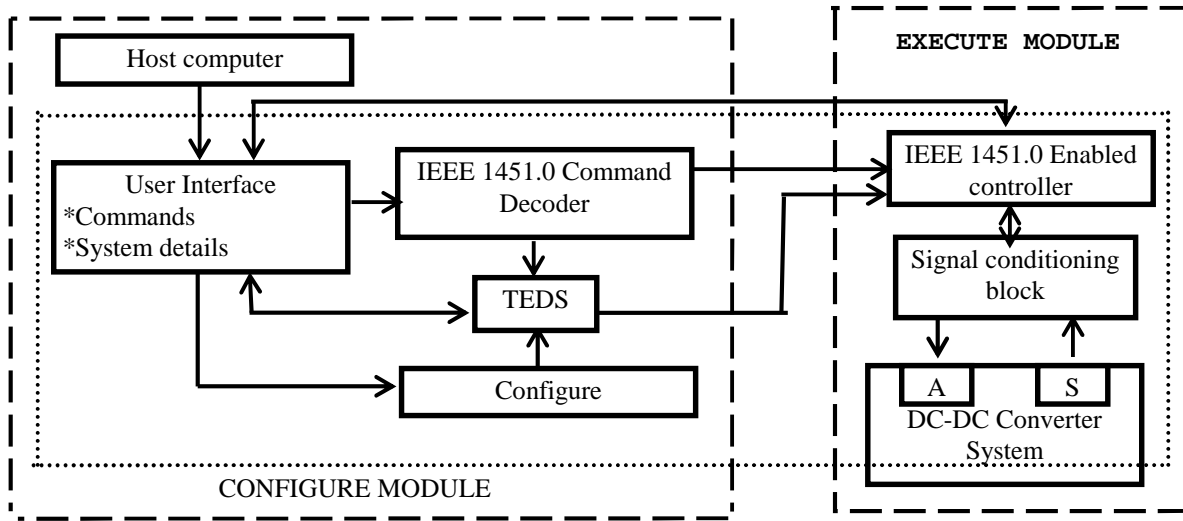 Host computer
EXECUTE MODULE
User Interface
*Commands
*System details
IEEE 1451.0 Command
Decoder
IEEE 1451.0 Enabled
controller
TEDS
Signal conditioning
block
Configure
A
S
DC-DC Converter
System
CONFIGURE MODULE